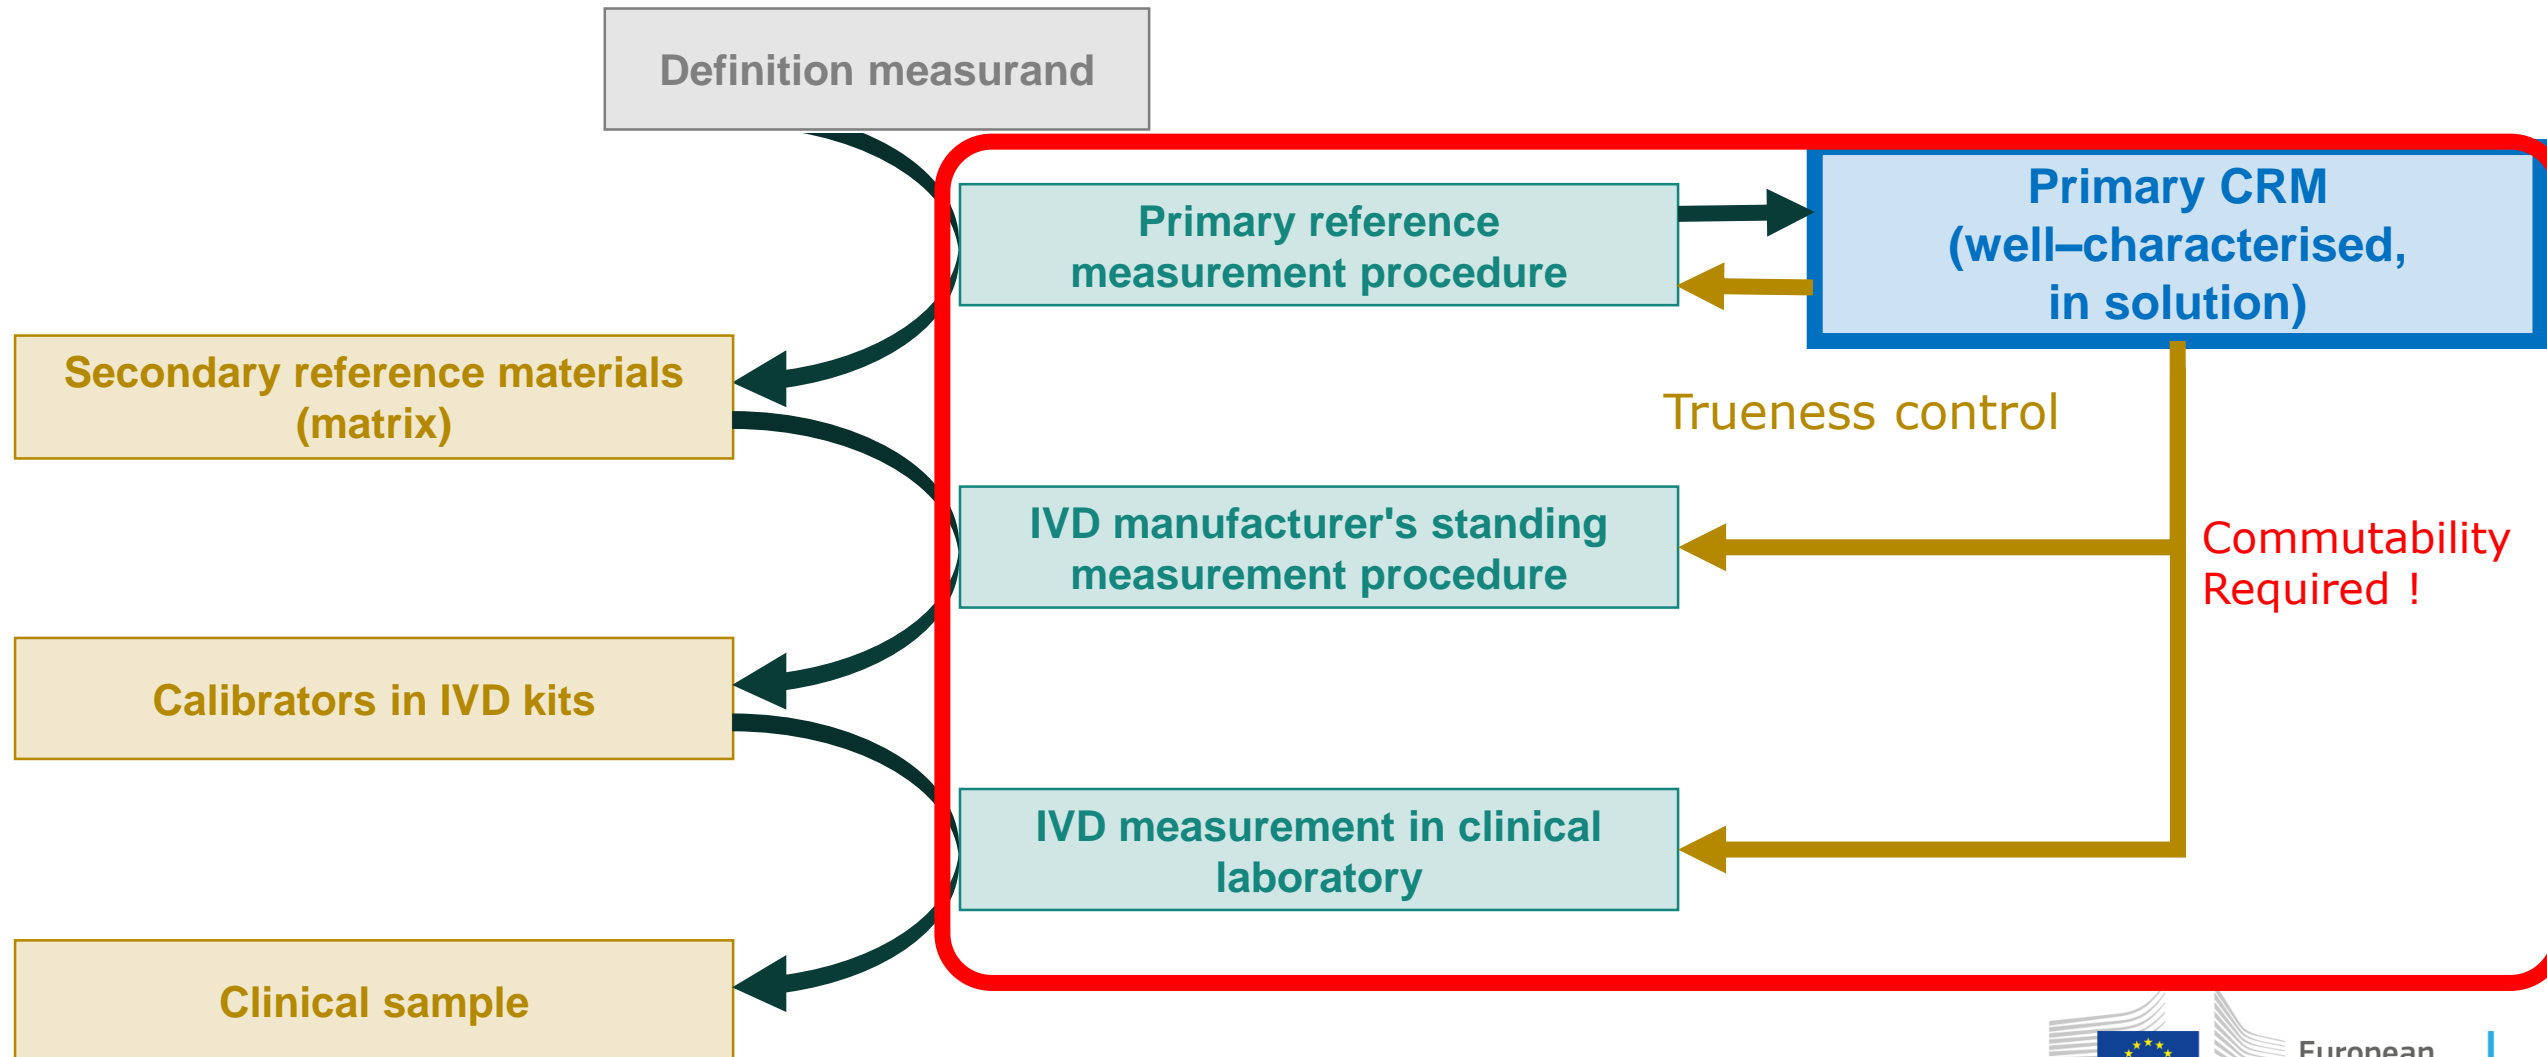 Definition measurand
Primary reference
measurement procedure
Primary CRM
(well–characterised,
in solution)
Secondary reference materials
(matrix)
Trueness control
IVD manufacturer's standing
measurement procedure
Commutability
Required !
Calibrators in IVD kits
IVD measurement in clinical
laboratory
Clinical sample
European